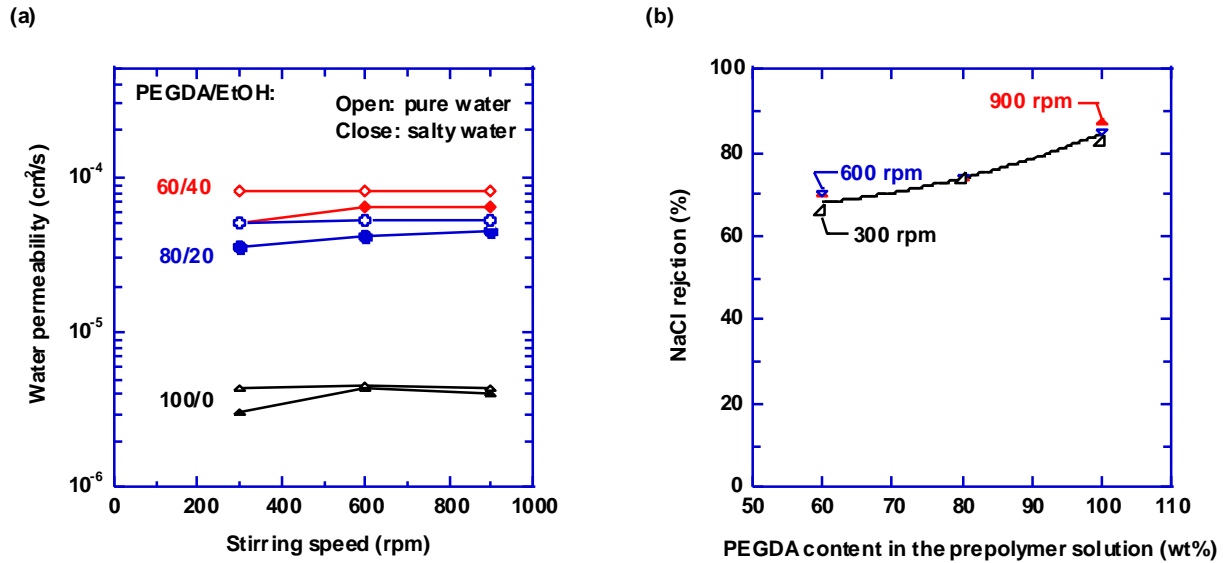 (a)
PEGDA/EtOH:
Open: pure water
Close: salty water
60/40
80/20
100/0
10-4
10-5
10-6
0 200 400 600 800 1000
Water permeability (cm2/s)
Stirring speed (rpm)
(b)
100
80
60
40
20
0
900 rpm
600 rpm
300 rpm
50 60 70 80 90 100 110
NaCl rejction (%)
PEGDA content in the prepolymer solution (wt%)